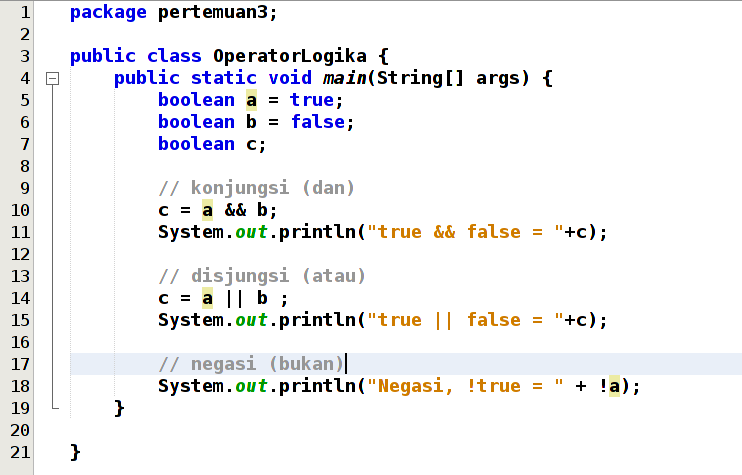 1 package pertemuan3;
2
3 public class OperatorLogika {
4     public static void main(String[] args) {
5         boolean a = true;
6         boolean b = false;
7         boolean c;
8
9         // konjungsi (dan)
10         c = a && b;
11         System.out.println("true && false = "+c);
12
13         // disjungsi (atau)
14         c = a || b ;
15         System.out.println("true || false = "+c);
16
17         // negasi (bukan)
18         System.out.println("Negasi, !true = " + !a);
19     }
20
21 }